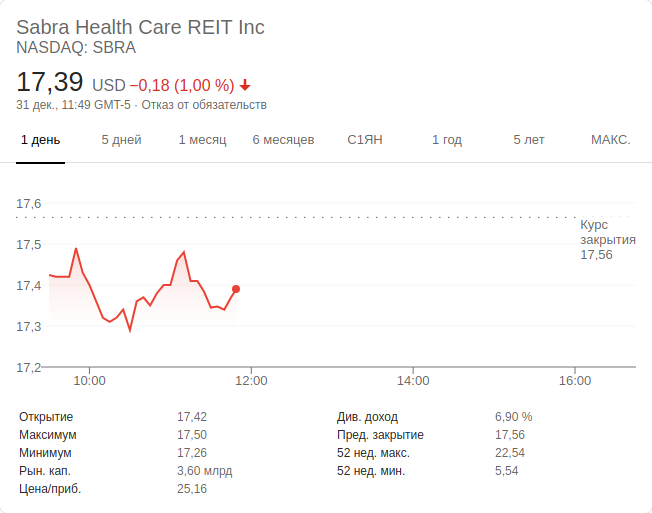 Sabra Health Care REIT Inc
NASDAQ: SBRA
17,39 USD −0,18 (1,00 %)
31 дек., 11:49 GMT-5 · Отказ от обязательств
1 день 5 дней 1 месяц 6 месяцев С1ЯН 1 год 5 лет МАКС.
17,6
Курс
закрытия
17,56
17,5
17,4
17,3
17,2
10:00 12:00 14:00 16:00
Открытие 17,42 Див. доход 6,90 %
Максимум 17,50 Пред. закрытие 17,56
Минимум 17,26 52 нед. макс. 22,54
Рын. кап. 3,60 млрд 52 нед. мин. 5,54
Цена/приб. 25,16